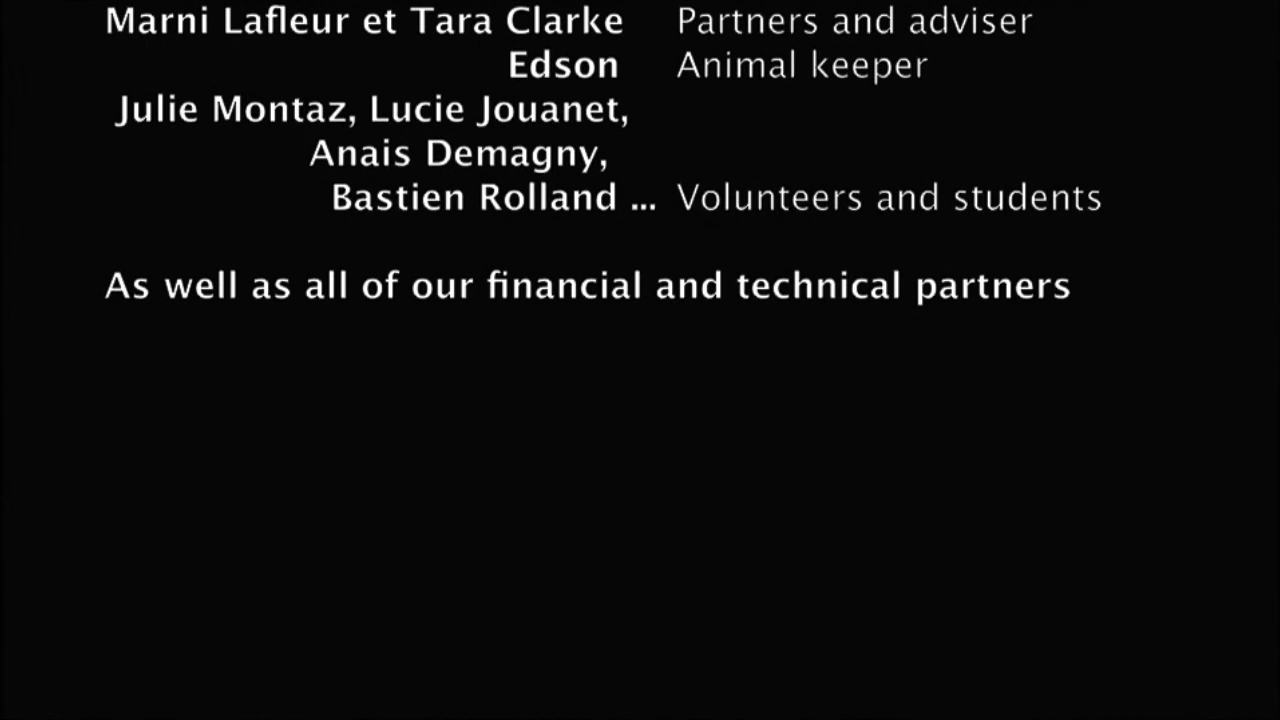 Marni Lafleur et Tara Clarke Partners and adviser
Edson Animal keeper
Julie Montaz, Lucie Jouanet,
Anais Demagny,
Bastien Rolland ... Volunteers and students
As well as all of our financial and technical partners